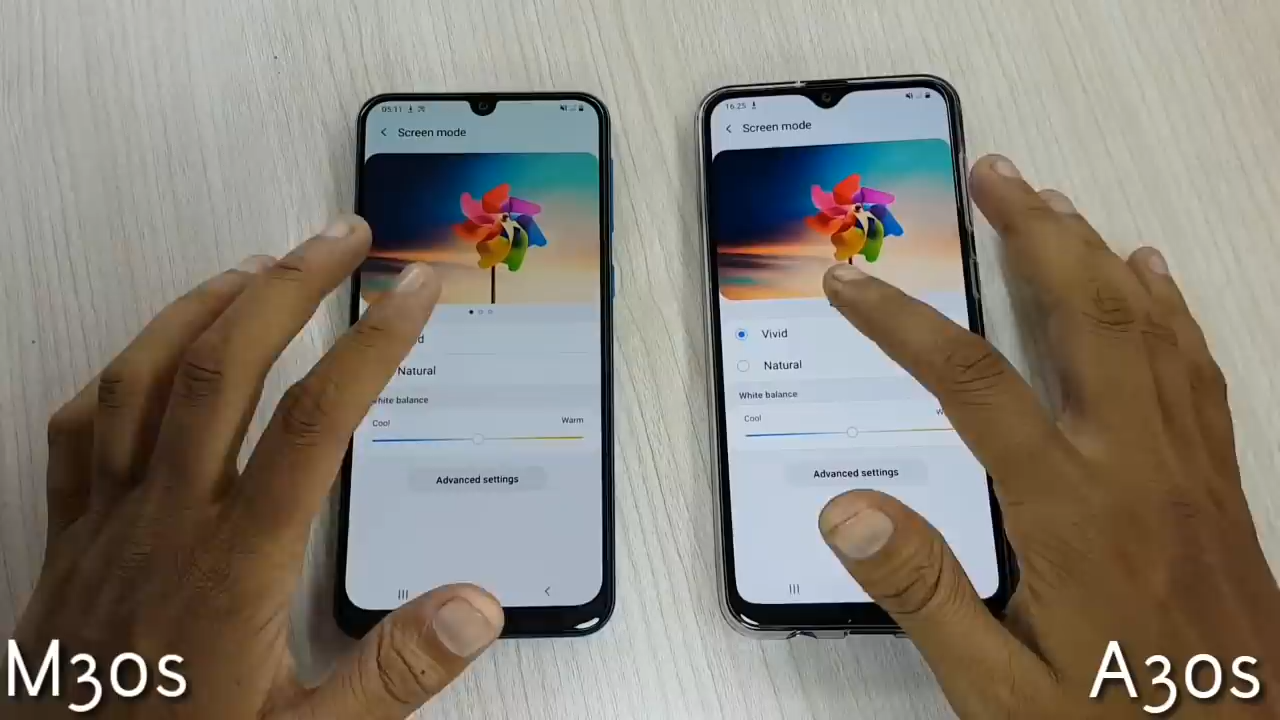 05:11
Screen mode
d
Natural
hite balance
Cool
Warm
Advanced settings
16.25
Screen mode
Vivid
Natural
White balance
Cool
W
Advanced settings
M30s
A30s